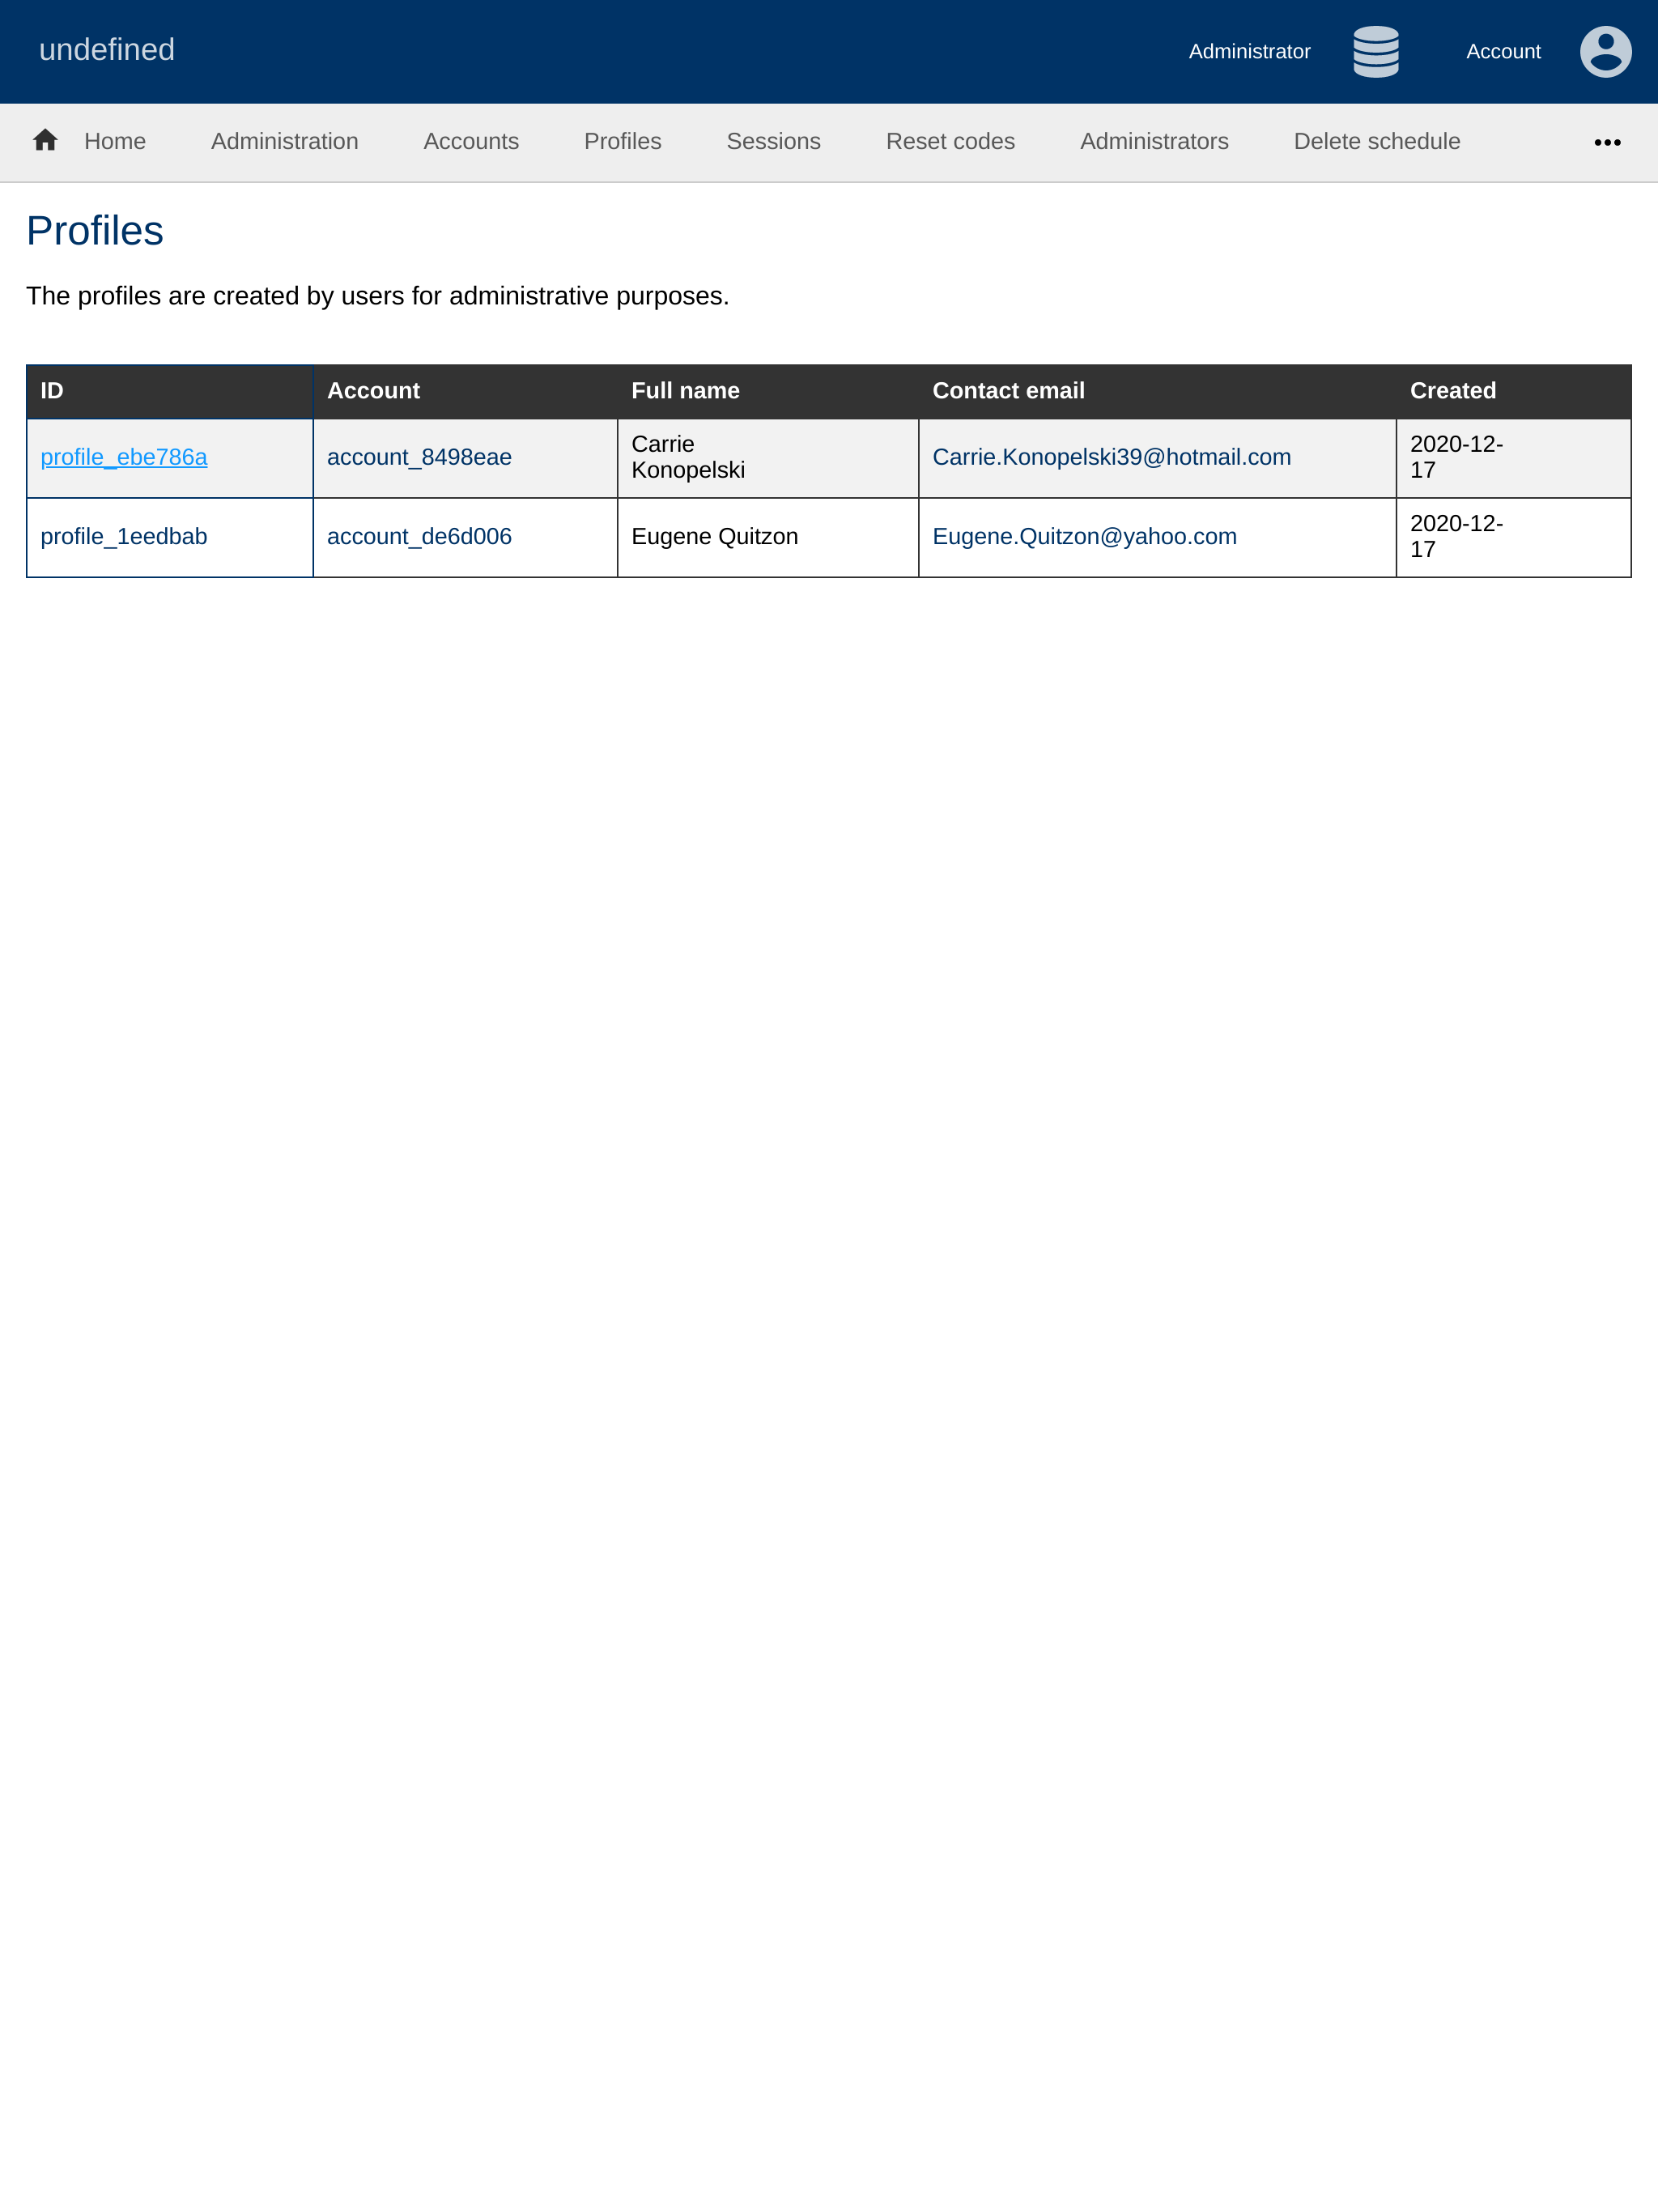 undefined
Administrator
Account
Home
Administration
Accounts
Profiles
Sessions
Reset codes
Administrators
Delete schedule
Profiles
The profiles are created by users for administrative purposes.
ID
Account
Full name
Contact email
Created
profile_ebe786a
account_8498eae
Carrie
Konopelski
Carrie.Konopelski39@hotmail.com
2020-12-
17
profile_1eedbab
account_de6d006
Eugene Quitzon
Eugene.Quitzon@yahoo.com
2020-12-
17